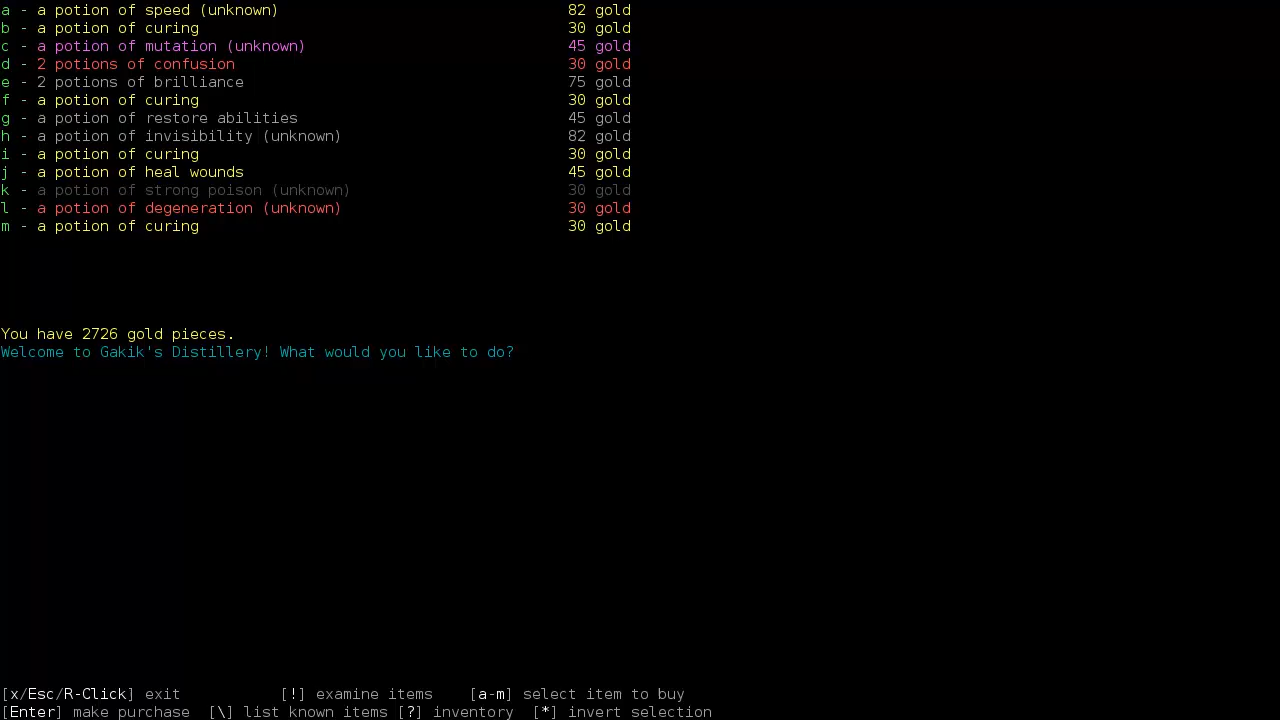 a - a potion of speed (unknown) 82 gold
b - a potion of curing 30 gold
c - a potion of mutation (unknown) 45 gold
d - 2 potions of confusion 30 gold
e - 2 potions of brilliance 75 gold
f - a potion of curing 30 gold
g - a potion of restore abilities 45 gold
h - a potion of invisibility (unknown) 82 gold
i - a potion of curing 30 gold
j - a potion of heal wounds 45 gold
k - a potion of strong poison (unknown) 30 gold
l - a potion of degeneration (unknown) 30 gold
m - a potion of curing 30 gold
You have 2726 gold pieces.
Welcome to Gakik's Distillery! What would you like to do?
[x/Esc/R-Click] exit [!] examine items [a-m] select item to buy
[Enter] make purchase [\] list known items [?] inventory [*] invert selection